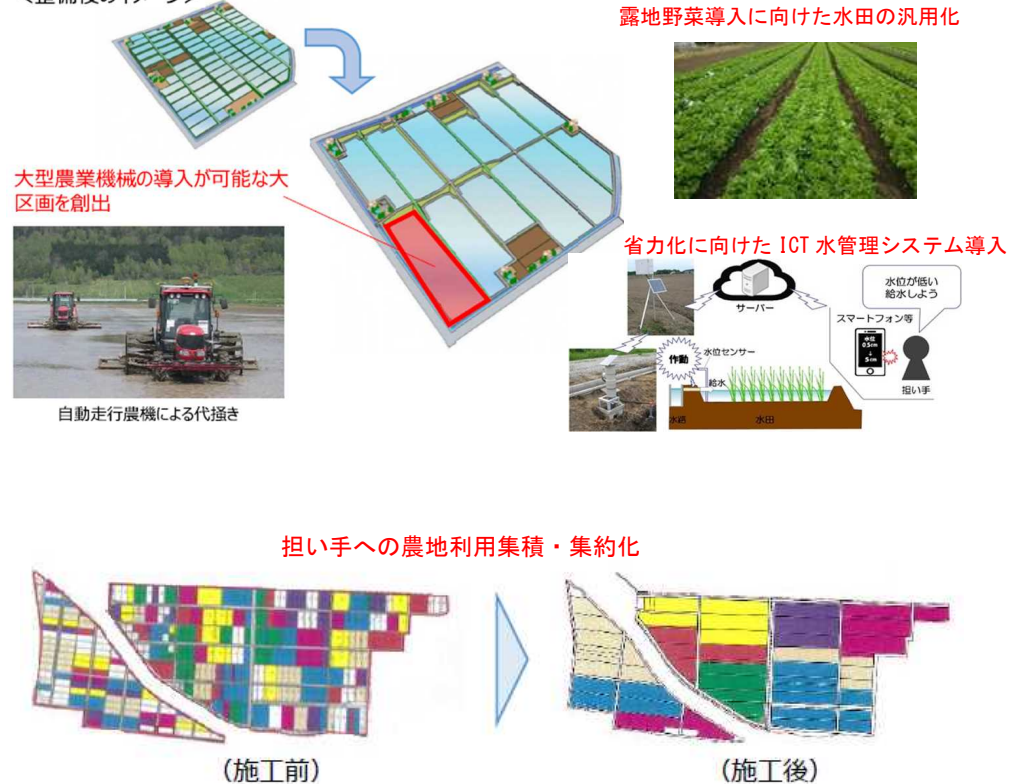 露地野菜導入に向けた水田の汎用化
大型農業機械の導入が可能な大
区画を創出
自動走行農機による代掻き
省力化に向けた ICT 水管理システム導入
サーバー
水位が低い
給水しよう
スマートフォン等
水位
0.5cm
↓
5cm
担い手
作動
水位センサー
給水
水路
水田
担い手への農地利用集積・集約化
(施工前)
(施工後)